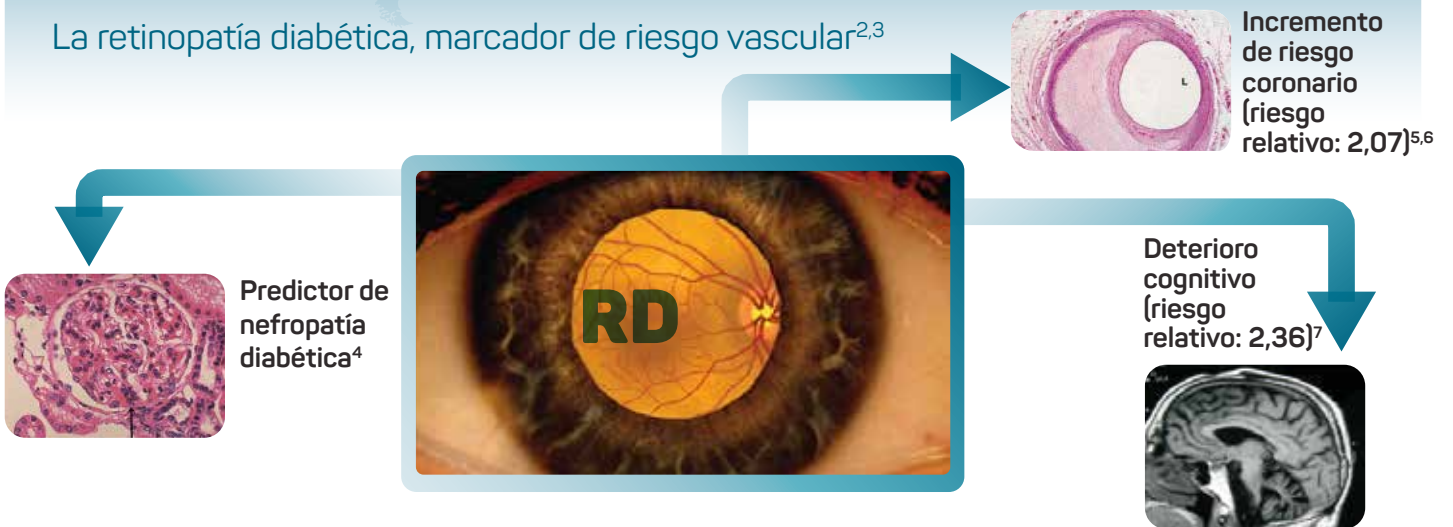 La retinopatía diabética, marcador de riesgo vascular2,3
Incremento
de riesgo
coronario
(riesgo
relativo: 2,07)5,6
L
Predictor de
nefropatía
diabética4
RD
Deterioro
cognitivo
(riesgo
relativo: 2,36)7